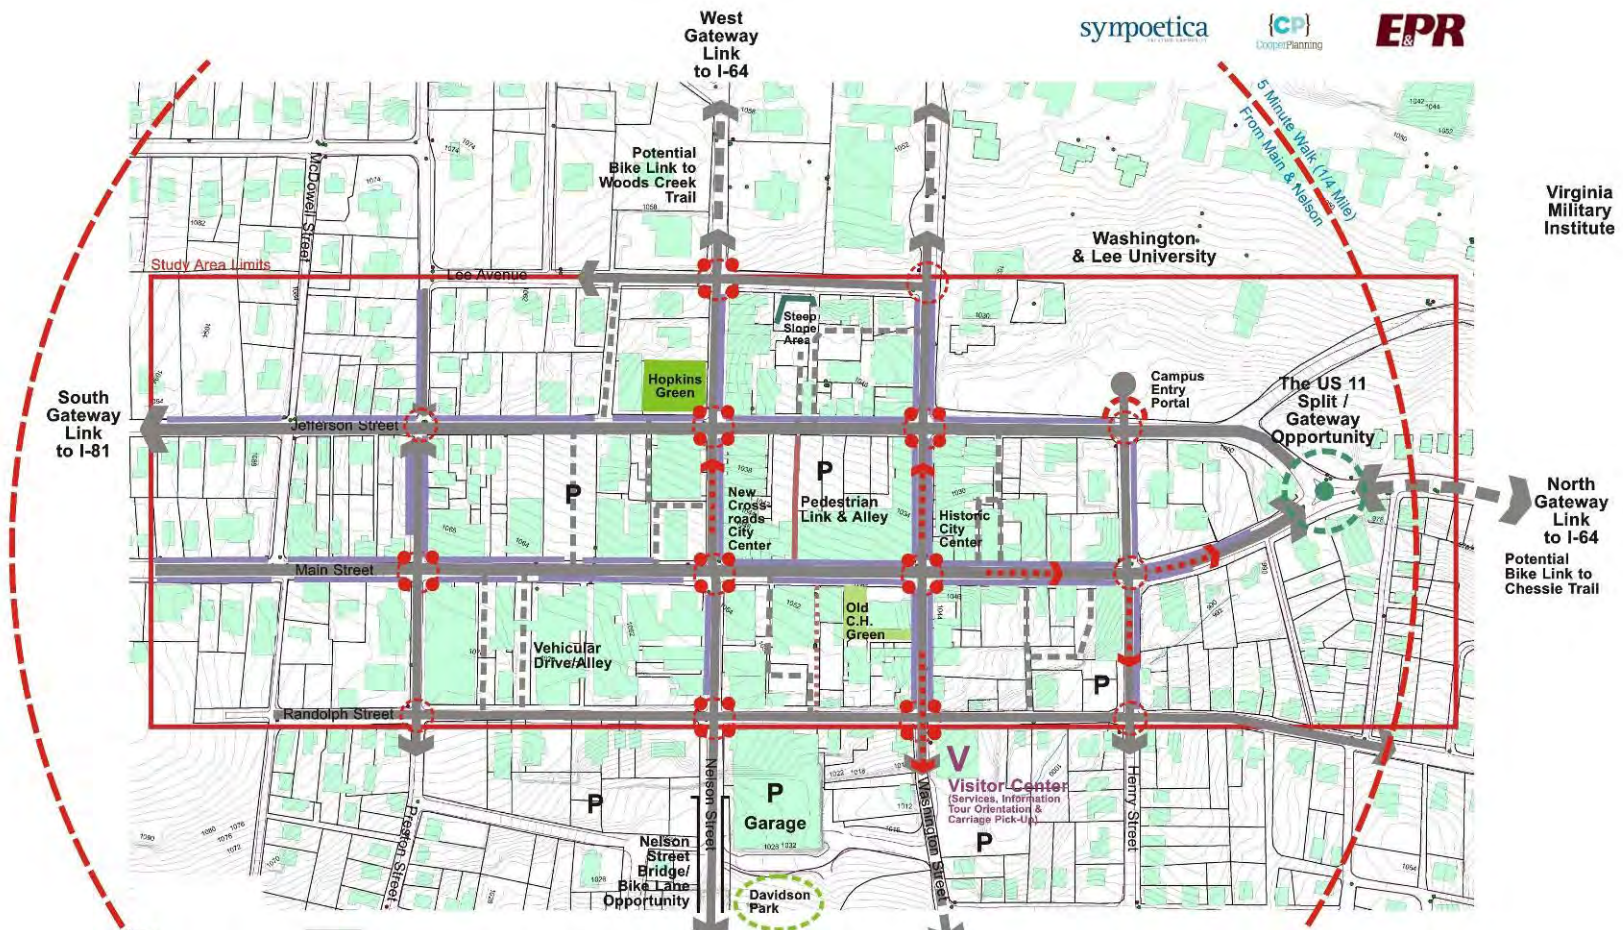 West
Gateway
Link
to I-64
sympoetica
{CP}
CooperPlanning
E&PR
5 Minute Walk (1/4 Mile)
From Main & Nelson
Virginia
Military
Institute
Potential
Bike Link to
Woods Creek
Trail
McDowell Street
Washington
& Lee University
Study Area Limits
Lee Avenue
Steep
Slope
Area
Hopkins
Green
Campus
Entry
Portal
The US 11
Split /
Gateway
Opportunity
South
Gateway
Link
to I-81
Jefferson Street
P
P
Pedestrian
Link & Alley
New
Cross-
roads
City
Center
Historic
City
Center
North
Gateway
Link
to I-64
Potential
Bike Link to
Chessie Trail
Main Street
Old
C.H.
Green
Vehicular
Drive/Alley
P
Randolph Street
V
Visitor Center
(Services, Information
Tour Orientation &
Carriage Pick-Up)
P
P
Garage
P
Nelson Street
Washington Street
Henry Street
Preston Street
Nelson
Street
Bridge/
Bike Lane
Opportunity
Davidson
Park